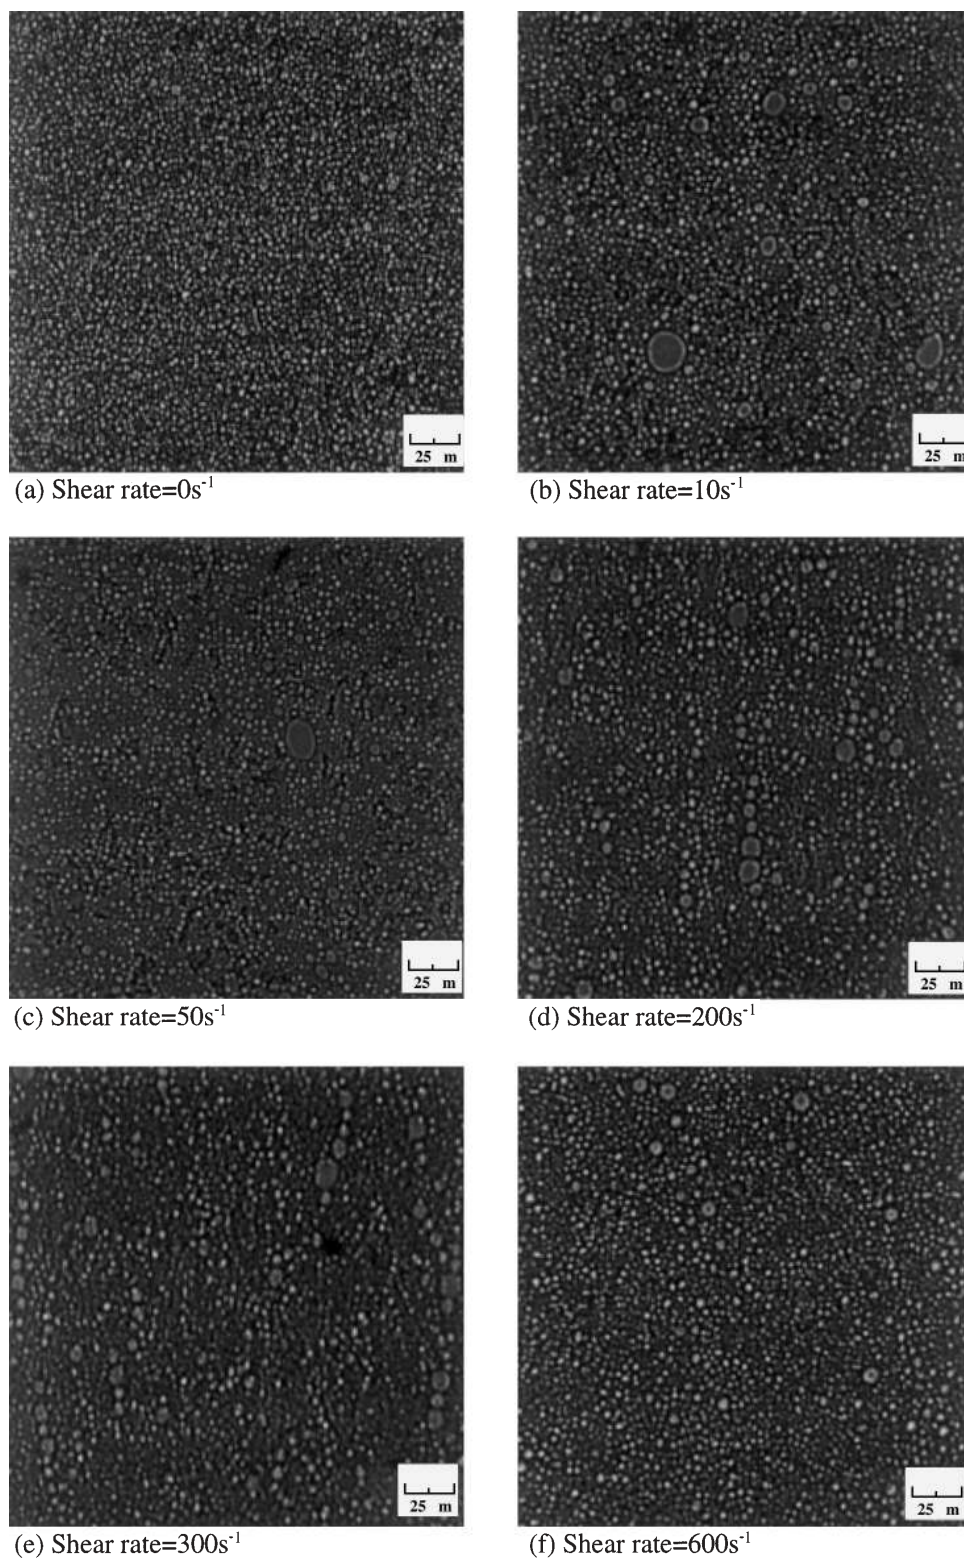 25 m
25 m
(a) Shear rate=0s⁻¹
(b) Shear rate=10s⁻¹
25 m
25 m
(c) Shear rate=50s⁻¹
(d) Shear rate=200s⁻¹
25 m
25 m
(e) Shear rate=300s⁻¹
(f) Shear rate=600s⁻¹